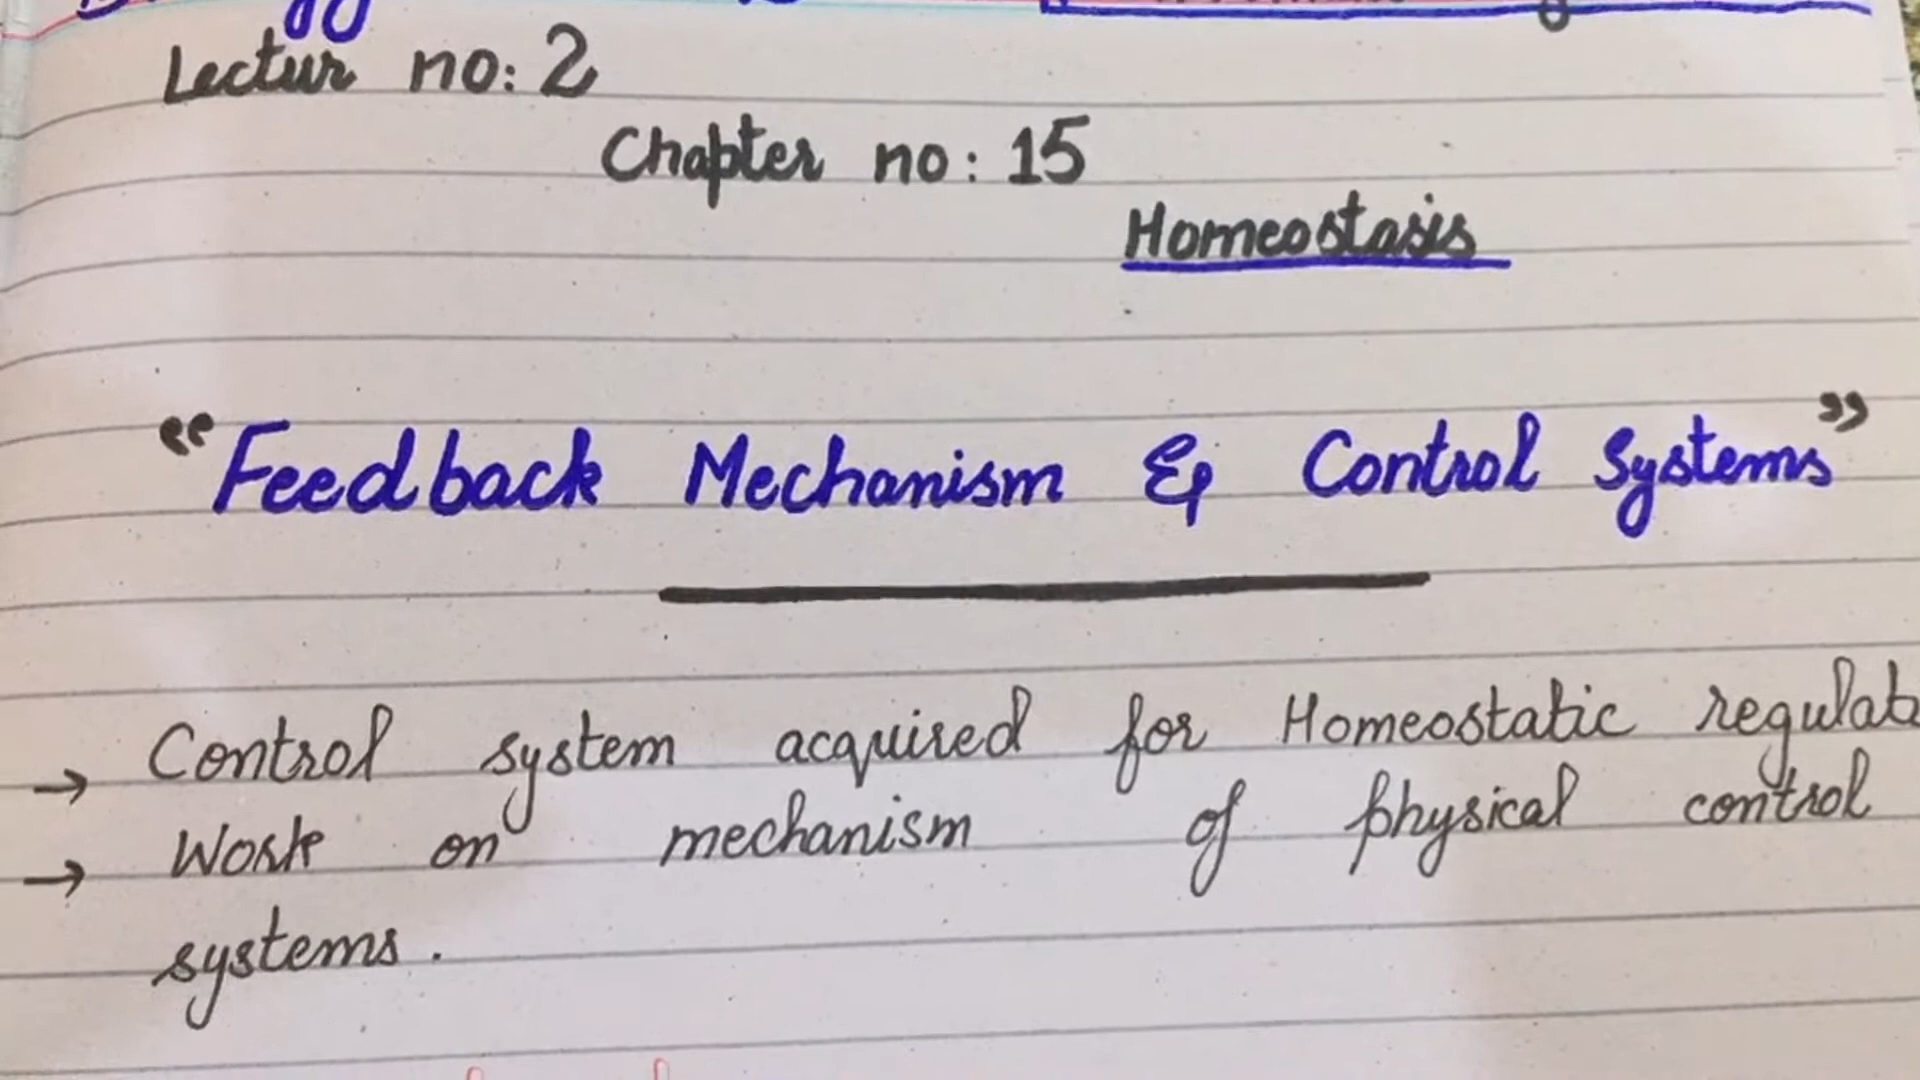 Lectur no: 2
Chapter no: 15
Homeostasis
"Feedback Mechanism & Control Systems"
→ Control system acquired for Homeostatic regulat
→ Work on mechanism of physical control
systems.